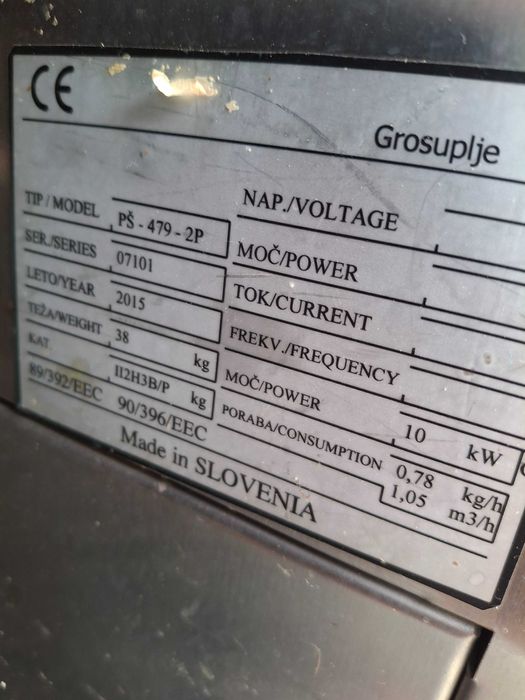 CE
Grosuplje
TIP / MODEL PŠ - 479 - 2P
SER./SERIES 07101
LETO/YEAR 2015
TEŽA/WEIGHT 38 kg
KAT. II2H3B/P kg
89/392/EEC 90/396/EEC
NAP./VOLTAGE
MOČ/POWER
TOK/CURRENT
FREKV./FREQUENCY
MOČ/POWER 10 kW
PORABA/CONSUMPTION 0,78 kg/h
1,05 m3/h
Made in SLOVENIA